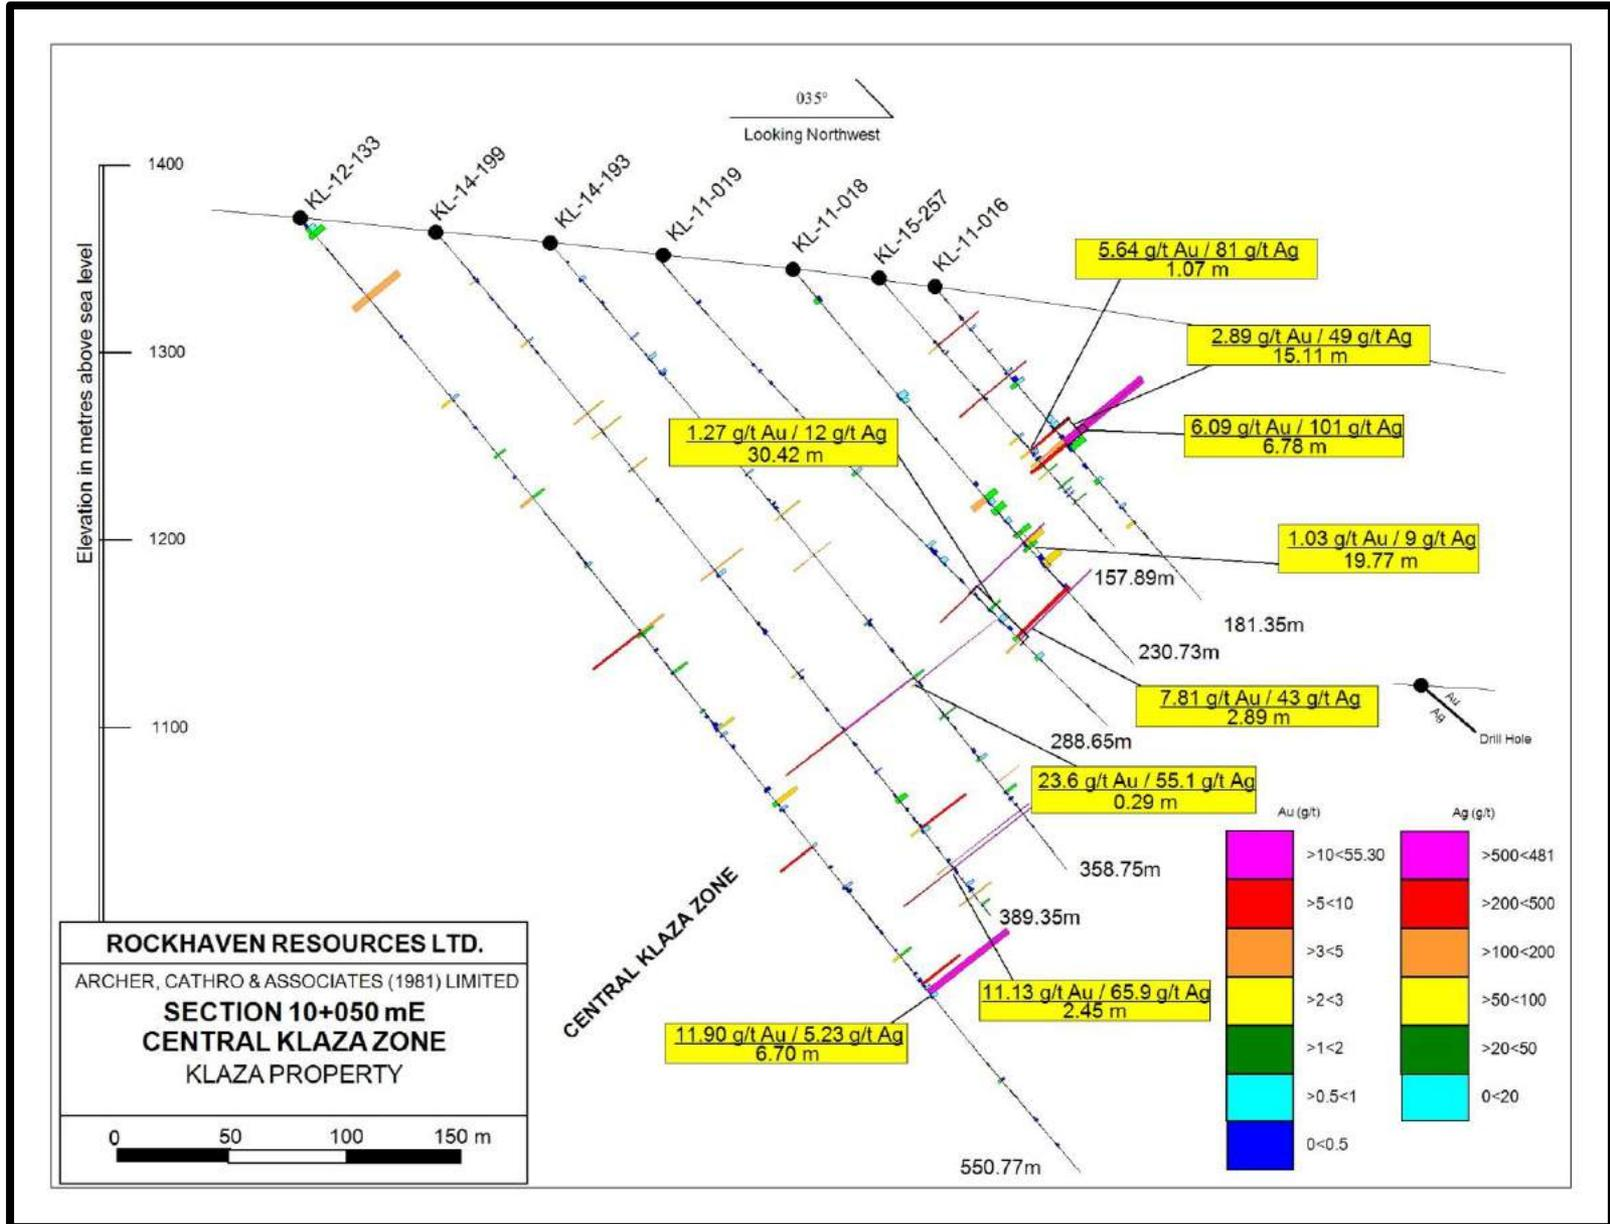 035°
Looking Northwest
KL-12-133
KL-14-199
KL-14-193
KL-11-019
KL-11-018
KL-15-257
KL-11-016
Elevation in metres above sea level
1400
1300
1200
1100
5.64 g/t Au / 81 g/t Ag
1.07 m
2.89 g/t Au / 49 g/t Ag
15.11 m
1.27 g/t Au / 12 g/t Ag
30.42 m
6.09 g/t Au / 101 g/t Ag
6.78 m
1.03 g/t Au / 9 g/t Ag
19.77 m
157.89m
181.35m
230.73m
7.81 g/t Au / 43 g/t Ag
2.89 m
288.65m
Au
Ag
Drill Hole
23.6 g/t Au / 55.1 g/t Ag
0.29 m
358.75m
389.35m
CENTRAL KLAZA ZONE
11.13 g/t Au / 65.9 g/t Ag
2.45 m
11.90 g/t Au / 5.23 g/t Ag
6.70 m
550.77m
Au (g/t)
>10<55.30
>5<10
>3<5
>2<3
>1<2
>0.5<1
0<0.5
Ag (g/t)
>500<481
>200<500
>100<200
>50<100
>20<50
0<20
ROCKHAVEN RESOURCES LTD.
ARCHER, CATHRO & ASSOCIATES (1981) LIMITED
SECTION 10+050 mE
CENTRAL KLAZA ZONE
KLAZA PROPERTY
0 50 100 150 m